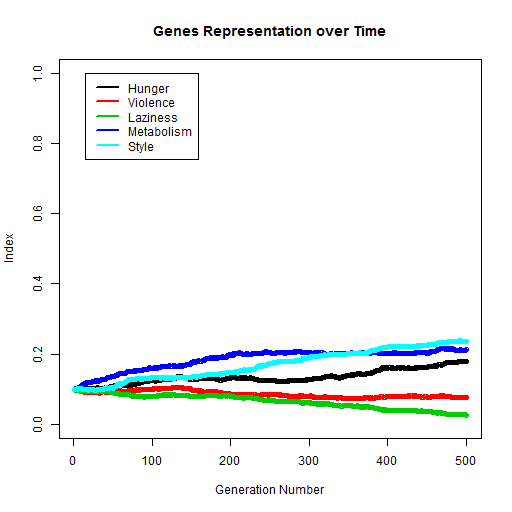 Genes Representation over Time
1.0
0.8
0.6
0.4
0.2
0.0
Index
Hunger
Violence
Laziness
Metabolism
Style
0 100 200 300 400 500
Generation Number